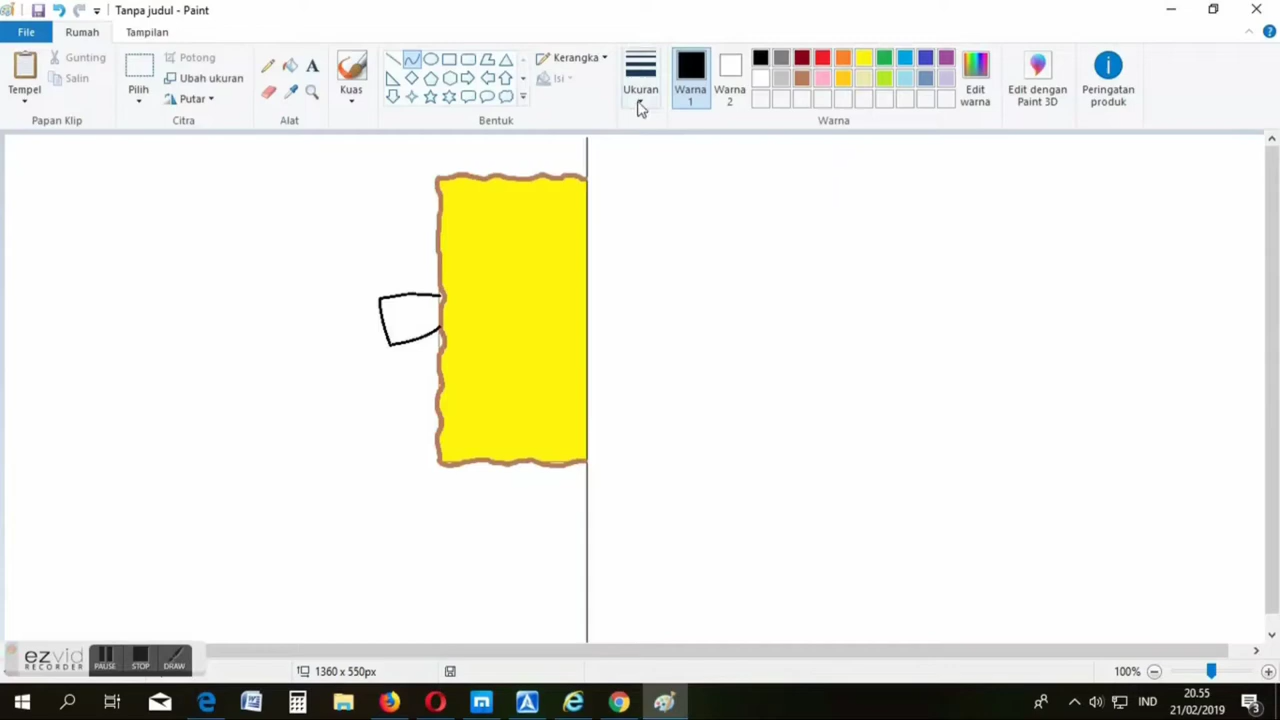 Tanpa judul - Paint
File Rumah Tampilan
Tempel
Gunting
Salin
Papan Klip
Pilih
Potong
Ubah ukuran
Putar
Citra
Alat
Kuas
Kerangka
Isi
Bentuk
Ukuran
Warna 1
Warna 2
Edit warna
Warna
Edit dengan Paint 3D
Peringatan produk
ezvid
RECORDER
PAUSE STOP DRAW
1360 x 550px
100%
IND
20.55
21/02/2019
3